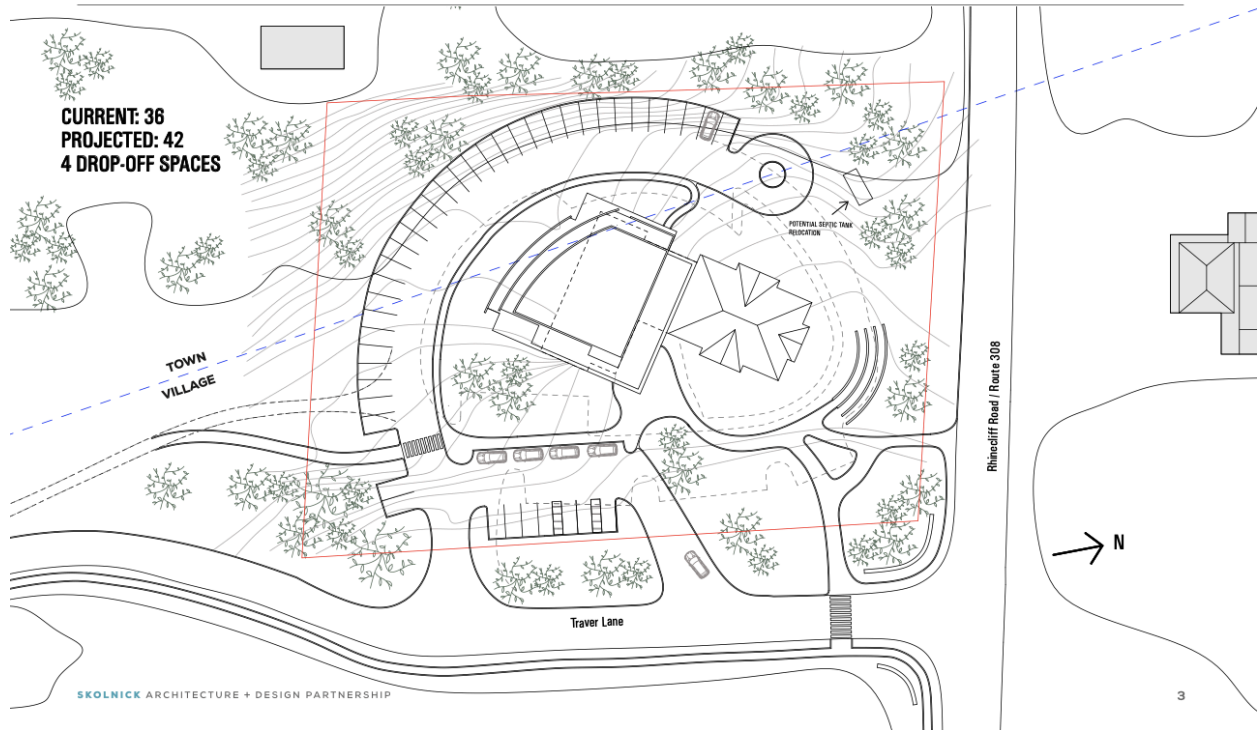 CURRENT: 36
PROJECTED: 42
4 DROP-OFF SPACES
POTENTIAL SEPTIC TANK
RELOCATION
TOWN
VILLAGE
Rhinecliff Road / Route 308
N
Traver Lane
SKOLNICK ARCHITECTURE + DESIGN PARTNERSHIP
3